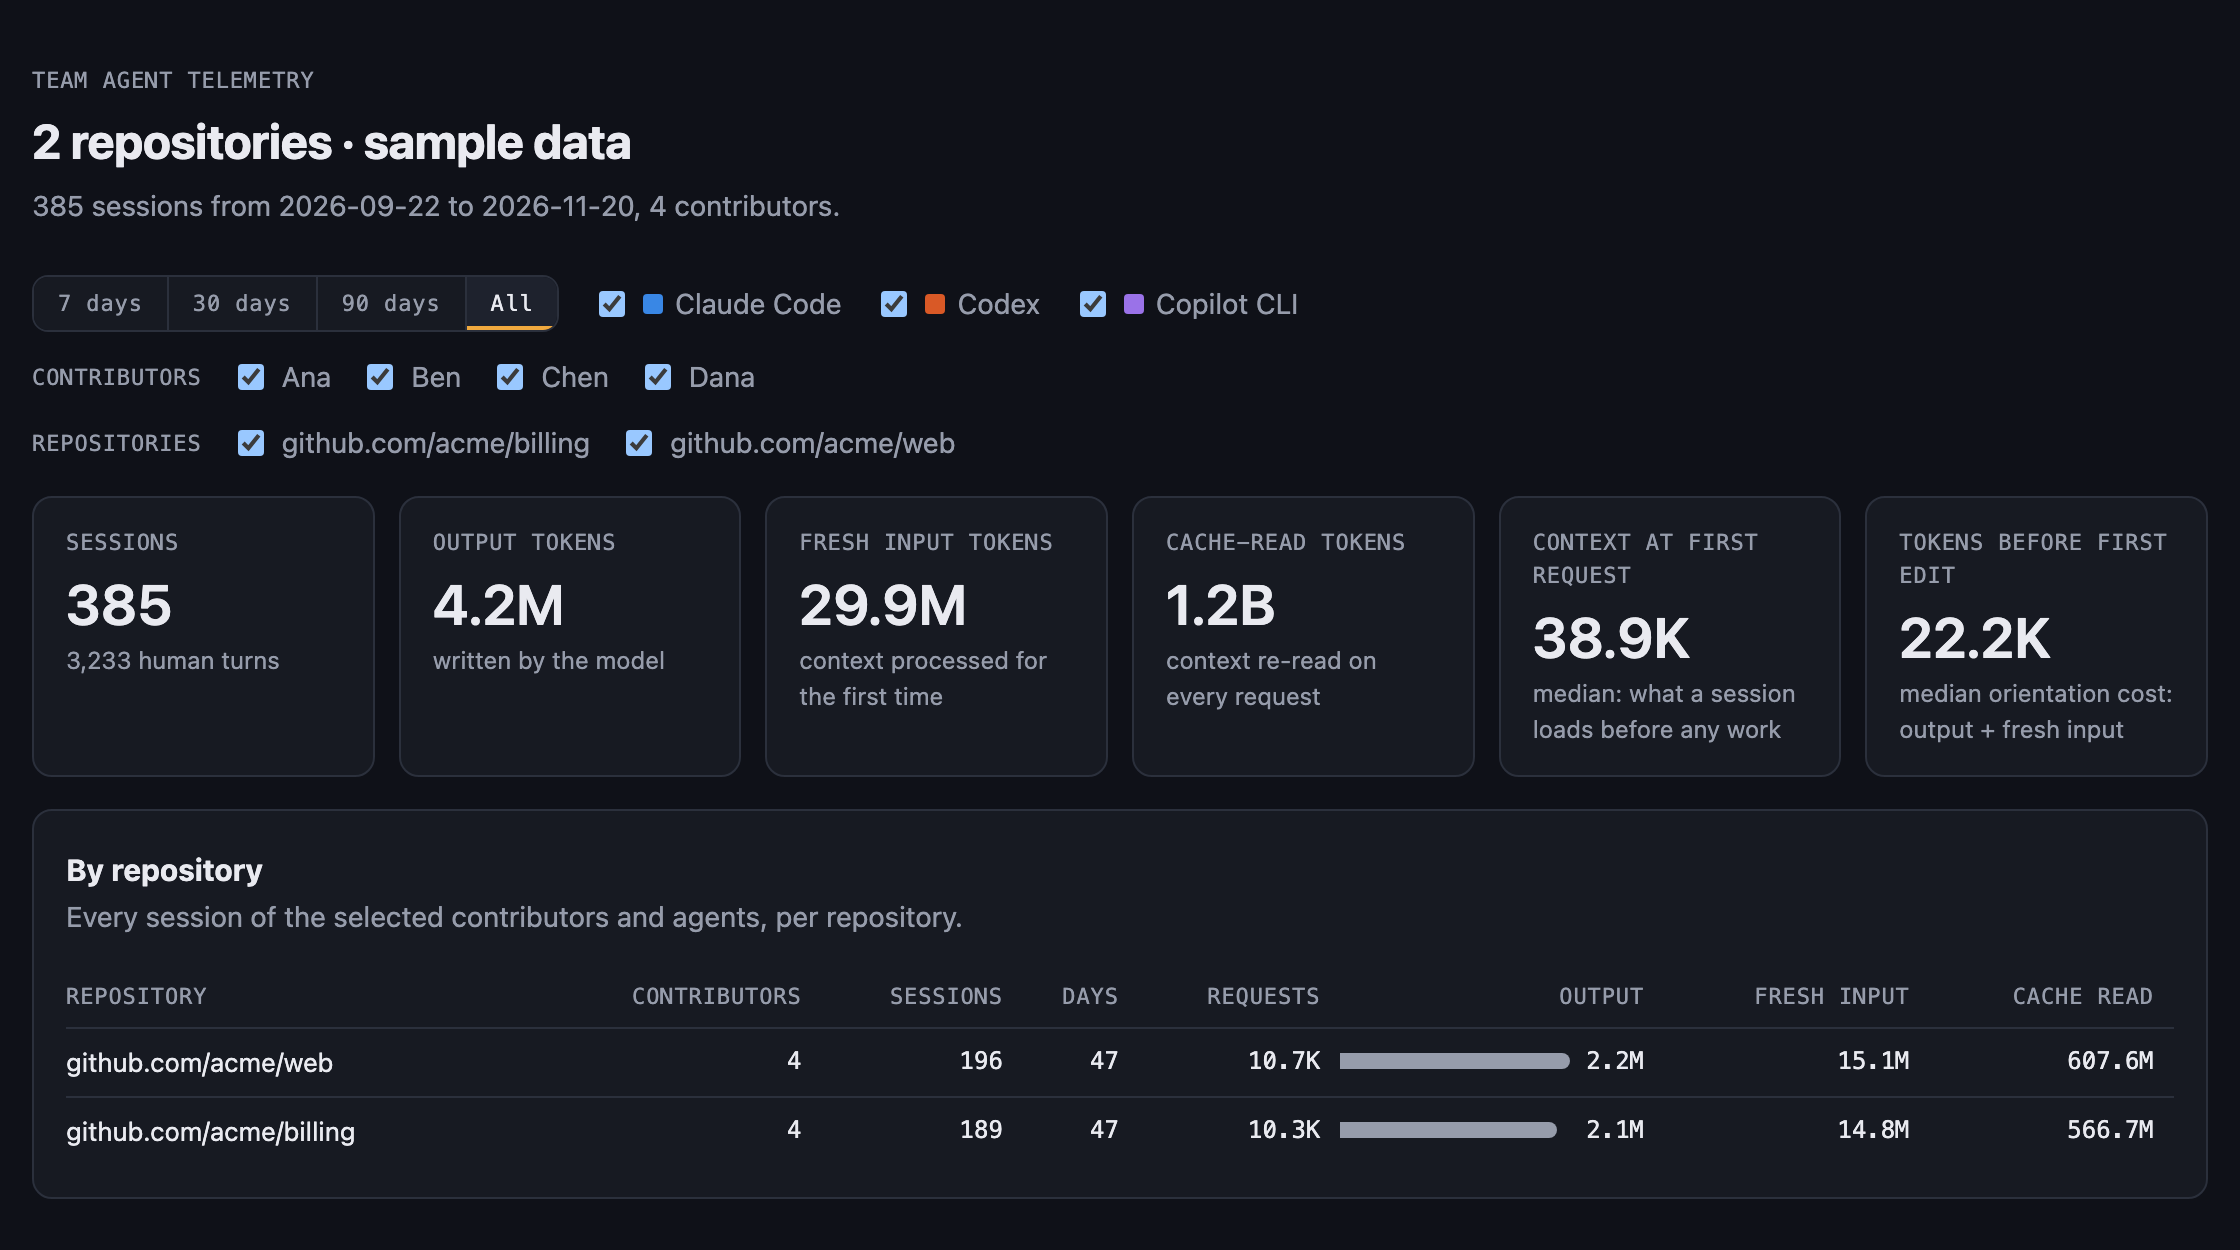 TEAM AGENT TELEMETRY
2 repositories · sample data
385 sessions from 2026-09-22 to 2026-11-20, 4 contributors.
7 days 30 days 90 days All Claude Code Codex Copilot CLI
CONTRIBUTORS Ana Ben Chen Dana
REPOSITORIES github.com/acme/billing github.com/acme/web
SESSIONS
385
3,233 human turns
OUTPUT TOKENS
4.2M
written by the model
FRESH INPUT TOKENS
29.9M
context processed for
the first time
CACHE-READ TOKENS
1.2B
context re-read on
every request
CONTEXT AT FIRST
REQUEST
38.9K
median: what a session
loads before any work
TOKENS BEFORE FIRST
EDIT
22.2K
median orientation cost:
output + fresh input
By repository
Every session of the selected contributors and agents, per repository.
REPOSITORY CONTRIBUTORS SESSIONS DAYS REQUESTS OUTPUT FRESH INPUT CACHE READ
github.com/acme/web 4 196 47 10.7K 2.2M 15.1M 607.6M
github.com/acme/billing 4 189 47 10.3K 2.1M 14.8M 566.7M